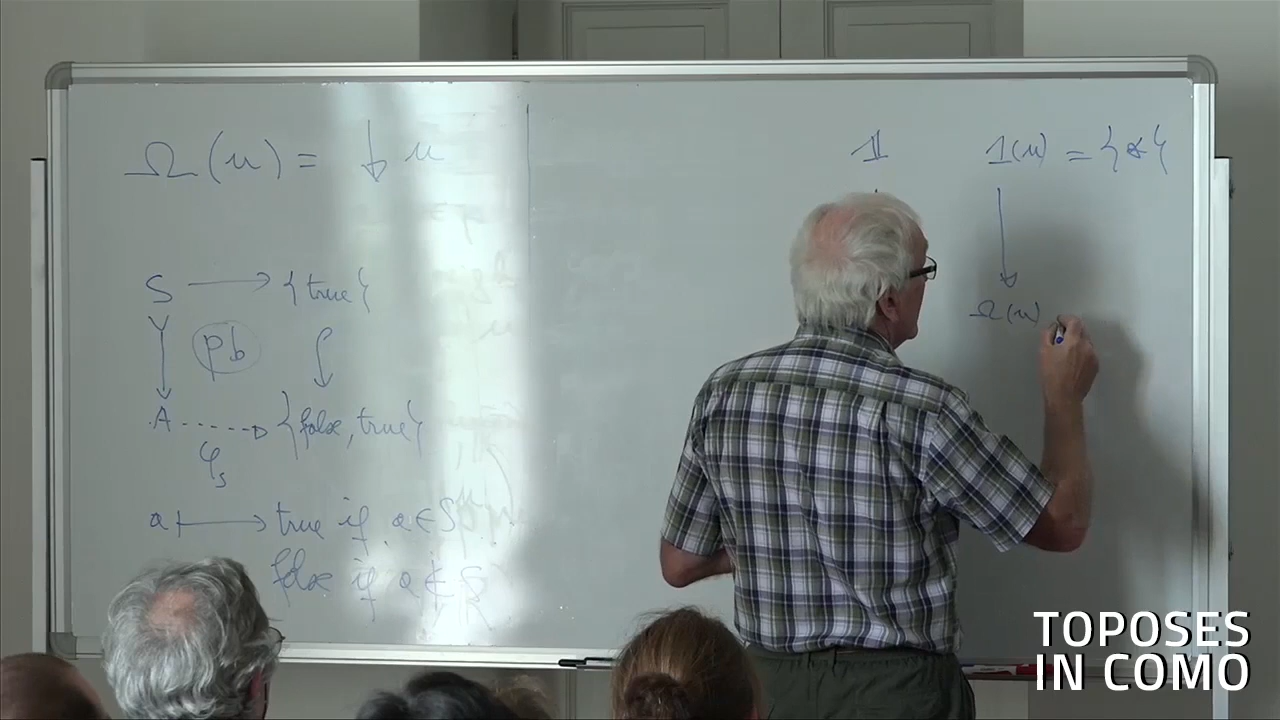 Ω(u) = ↓ u
S → {true}
pb
A ⇢ {false, true}
φ_S
a ↦ true if a ∈ S
false if a ∉ S
𝟙 𝟙(u) = {*}
↓
Ω(u)
TOPOSES
IN COMO